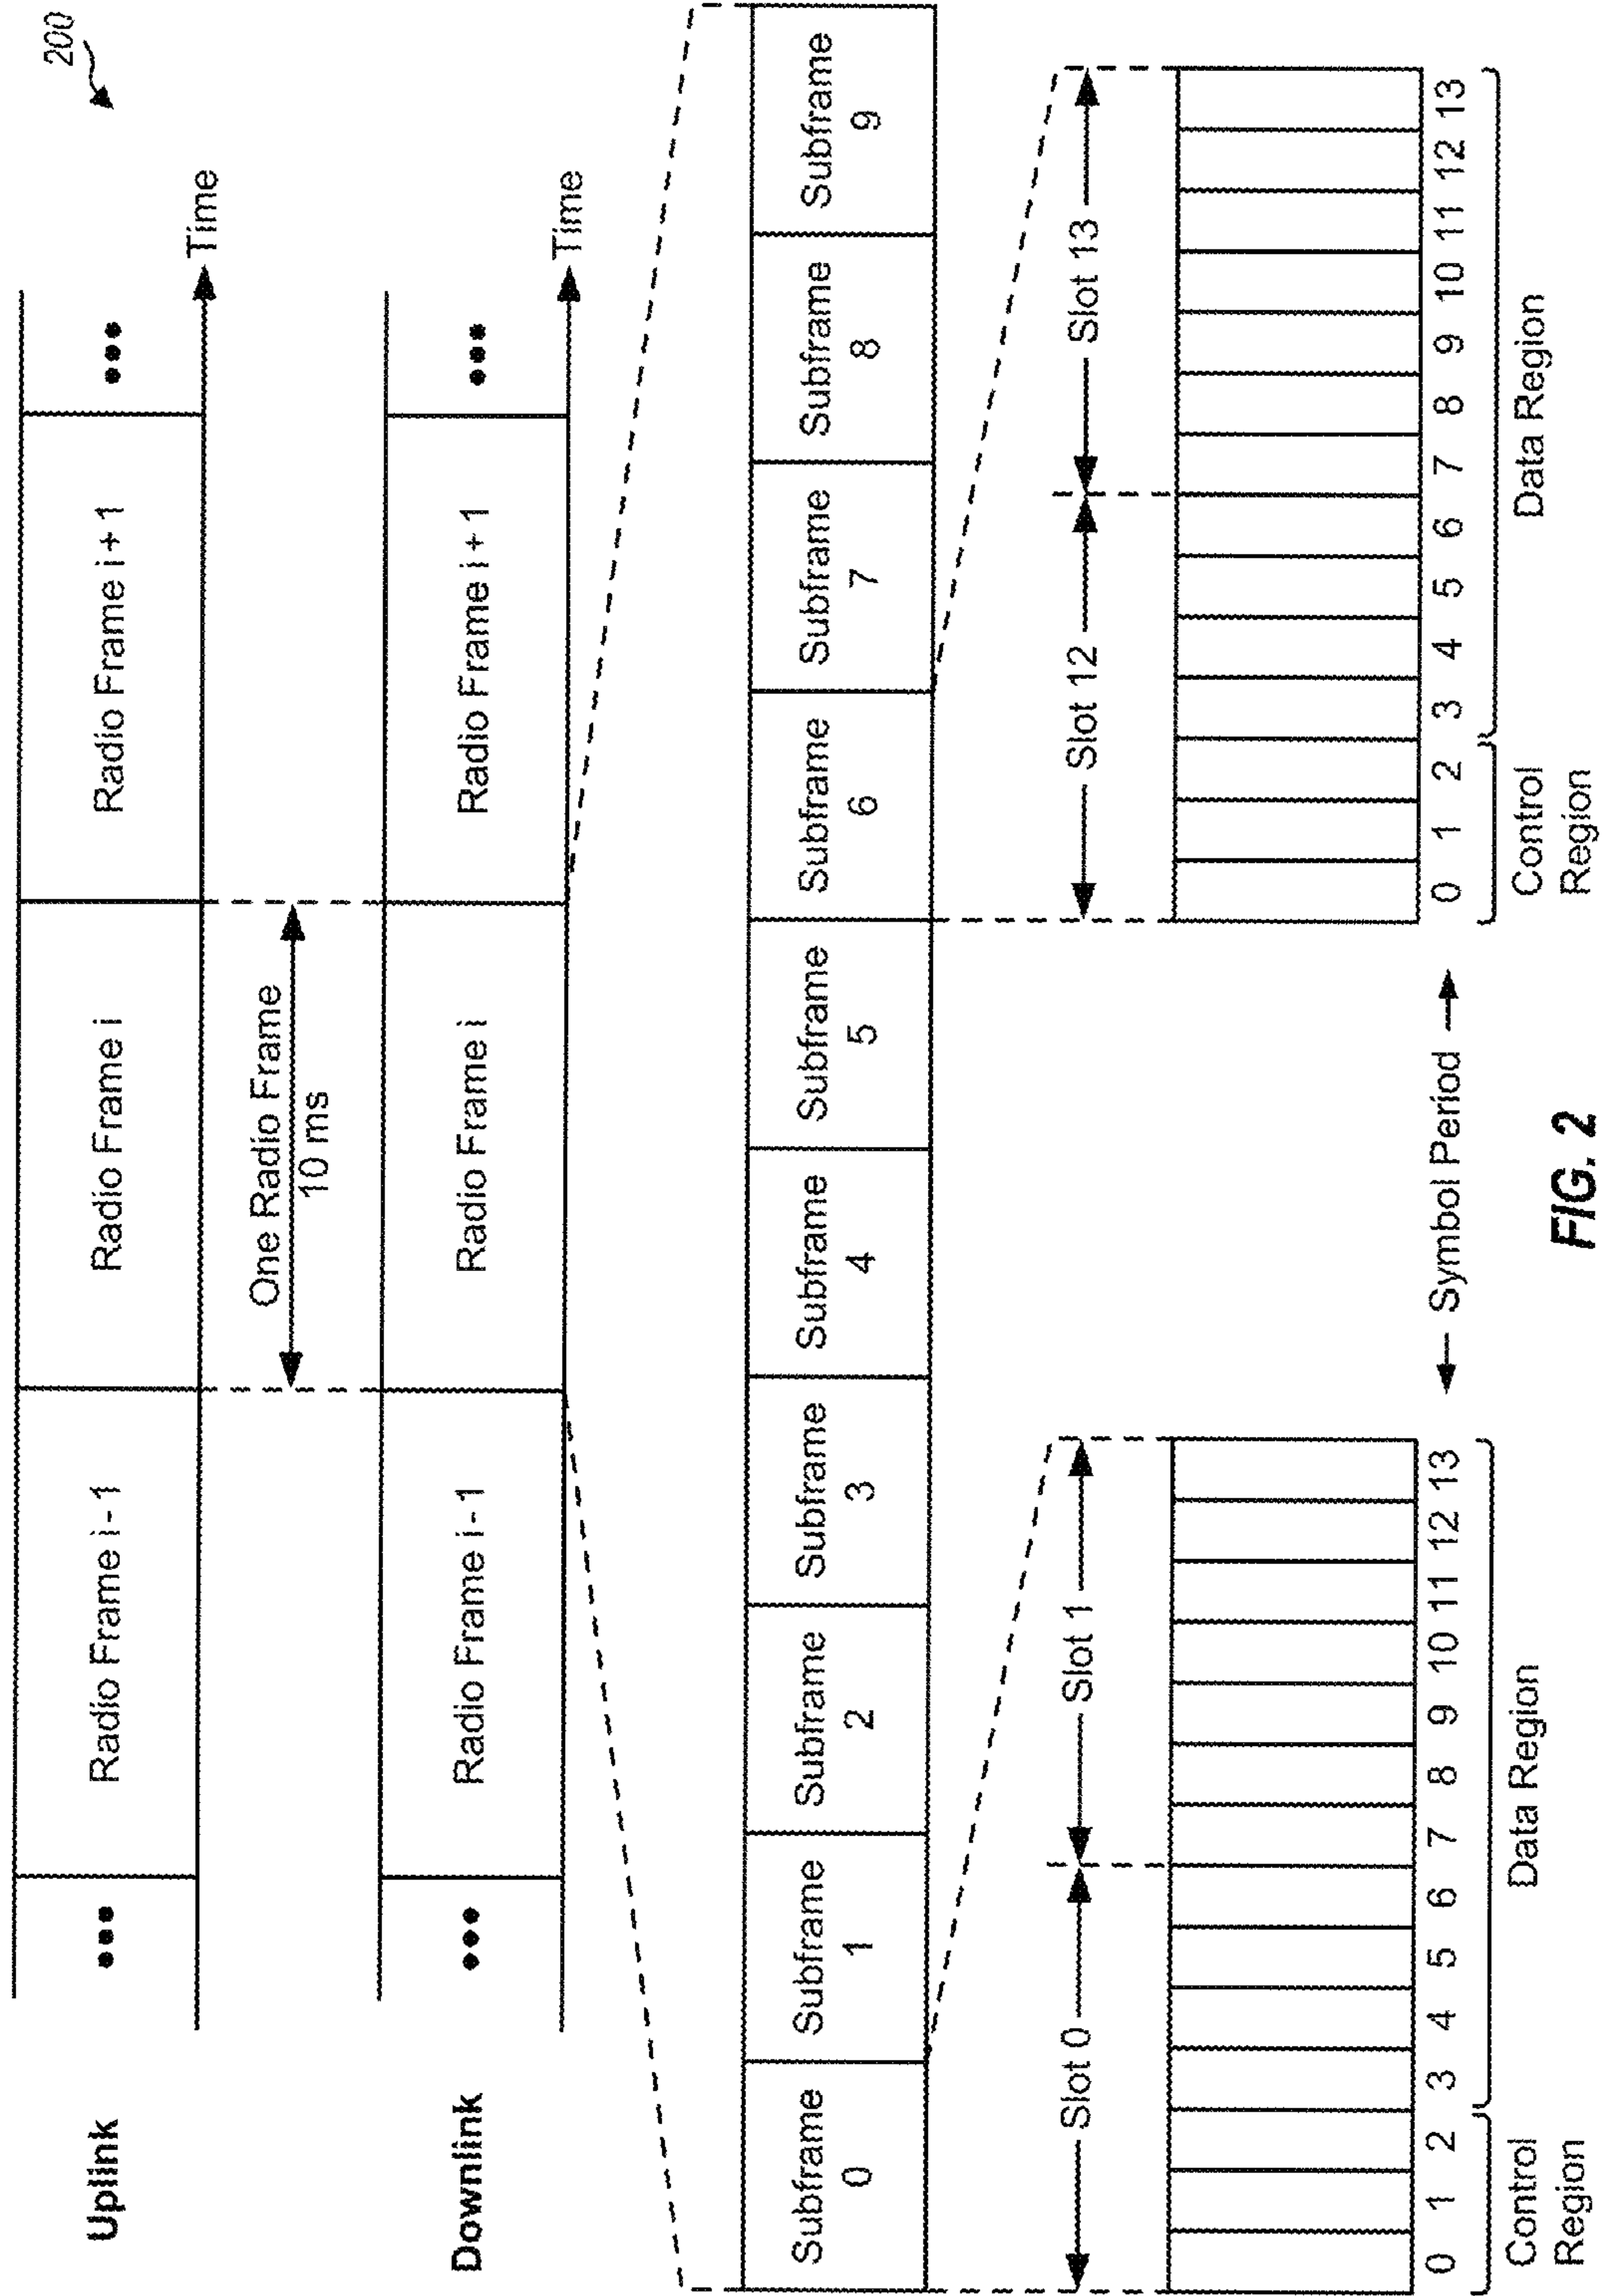 200
Uplink
••• Radio Frame i-1 Radio Frame i Radio Frame i+1 •••
Time
One Radio Frame
10 ms
Downlink
••• Radio Frame i-1 Radio Frame i Radio Frame i+1 •••
Time
Subframe 0
Subframe 1
Subframe 2
Subframe 3
Subframe 4
Subframe 5
Subframe 6
Subframe 7
Subframe 8
Subframe 9
Slot 0 Slot 1 Slot 12 Slot 13
0 1 2 3 4 5 6 7 8 9 10 11 12 13
Symbol Period
0 1 2 3 4 5 6 7 8 9 10 11 12 13
Control Region
Data Region
Control Region
Data Region
FIG. 2